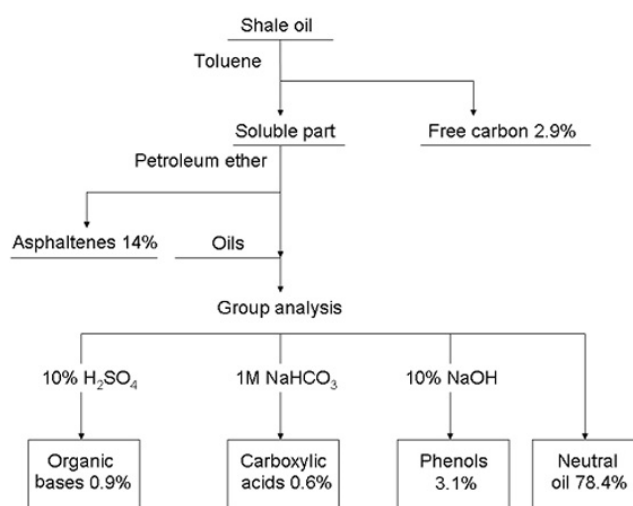 Shale oil
Toluene
Soluble part
Free carbon 2.9%
Petroleum ether
Asphaltenes 14%
Oils
Group analysis
10% H₂SO₄
1M NaHCO₃
10% NaOH
Organic
bases 0.9%
Carboxylic
acids 0.6%
Phenols
3.1%
Neutral
oil 78.4%